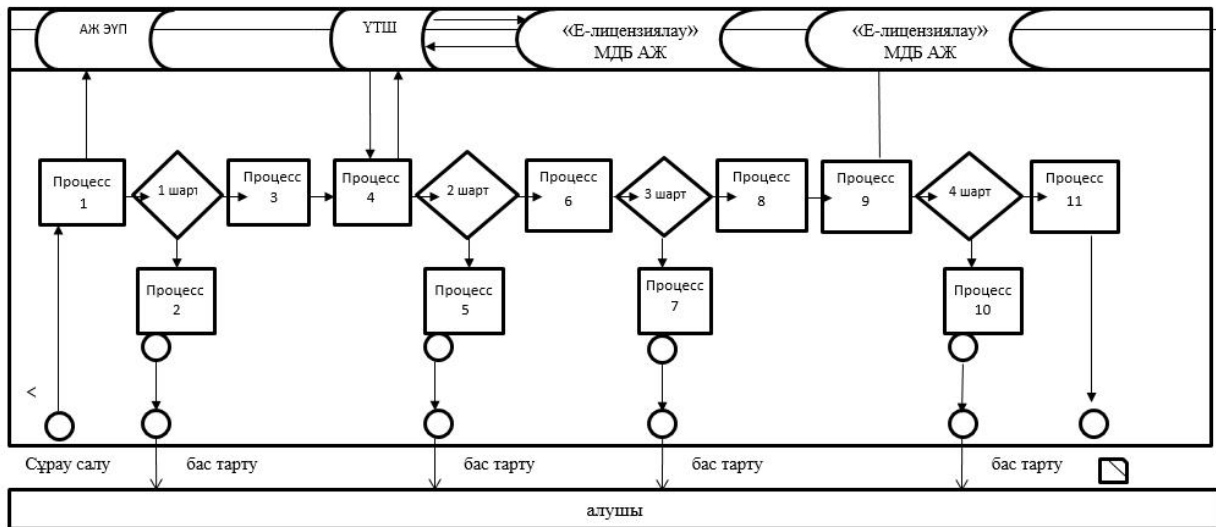 АЖ ЭҮП
ҮТШ
«Е-лицензиялау»
МДБ АЖ
«Е-лицензиялау»
МДБ АЖ
Процесс
1
1 шарт
Процесс
3
Процесс
4
2 шарт
Процесс
6
3 шарт
Процесс
8
Процесс
9
4 шарт
Процесс
11
Процесс
2
Процесс
5
Процесс
7
Процесс
10
<
Сұрау салу
бас тарту
бас тарту
бас тарту
бас тарту
алушы